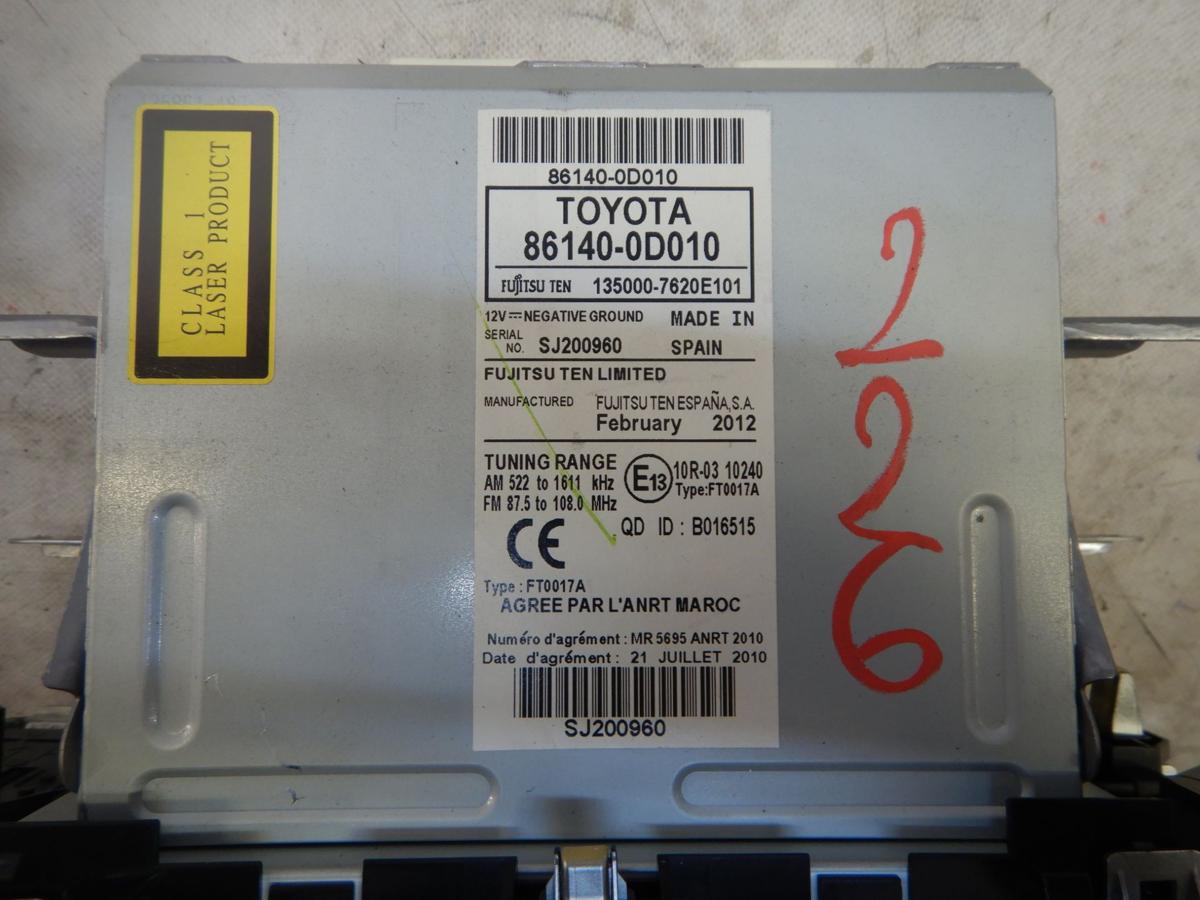 CLASS 1
LASER PRODUCT
86140-0D010
TOYOTA
86140-0D010
FUJITSU TEN 135000-7620E101
12V NEGATIVE GROUND MADE IN
SERIAL
NO. SJ200960 SPAIN
FUJITSU TEN LIMITED
MANUFACTURED FUJITSU TEN ESPAÑA, S.A.
February 2012
TUNING RANGE
AM 522 to 1611 kHz
FM 87.5 to 108.0 MHz
E13 10R-03 10240
Type:FT0017A
CE QD ID : B016515
Type : FT0017A
AGREE PAR L'ANRT MAROC
Numéro d'agrément : MR 5695 ANRT 2010
Date d'agrément : 21 JUILLET 2010
SJ200960